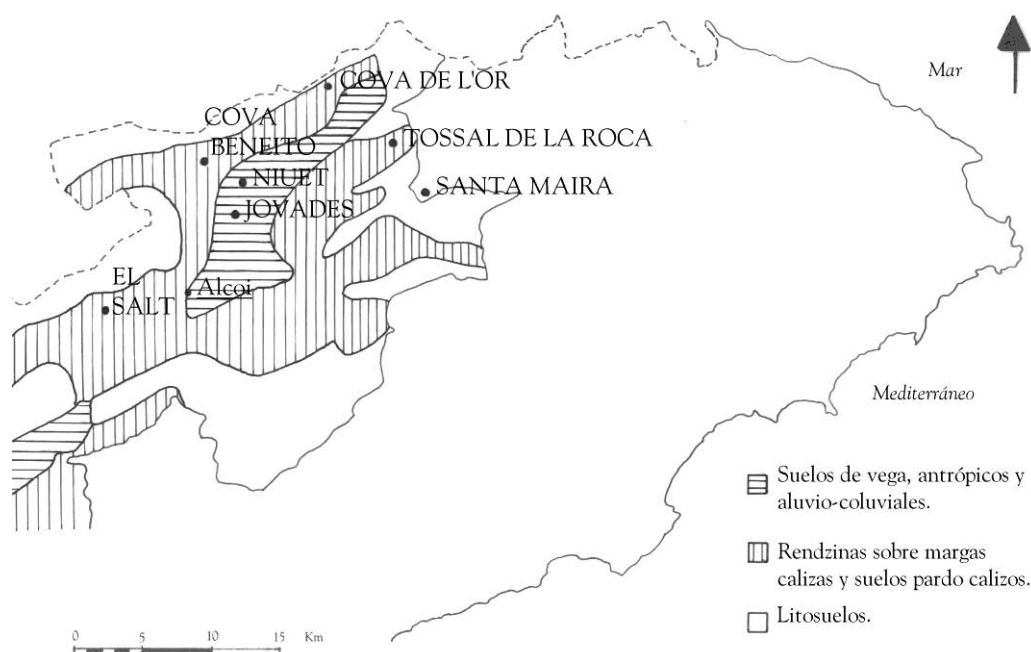 Mar
COVA DE L'OR
COVA
BENEITO
TOSSAL DE LA ROCA
NIUET
SANTA MAIRA
JOVADES
EL
SALT
Alcoi
Mediterráneo
Suelos de vega, antrópicos y
aluvio-coluviales.
Rendzinas sobre margas
calizas y suelos pardo calizos.
Litosuelos.
0 5 10 15 Km